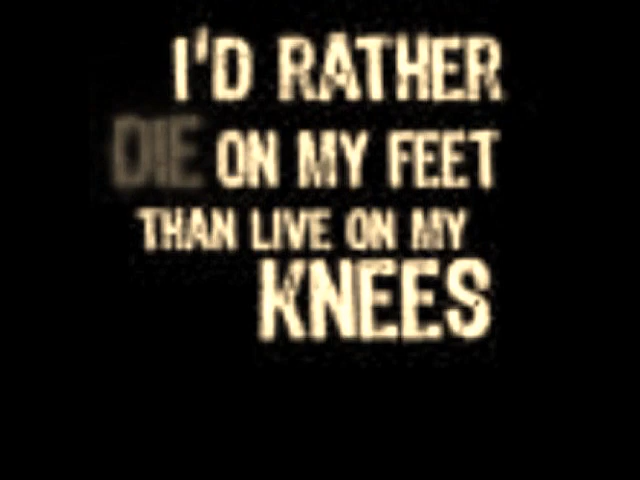 I'D RATHER
DIE ON MY FEET
THAN LIVE ON MY
KNEES